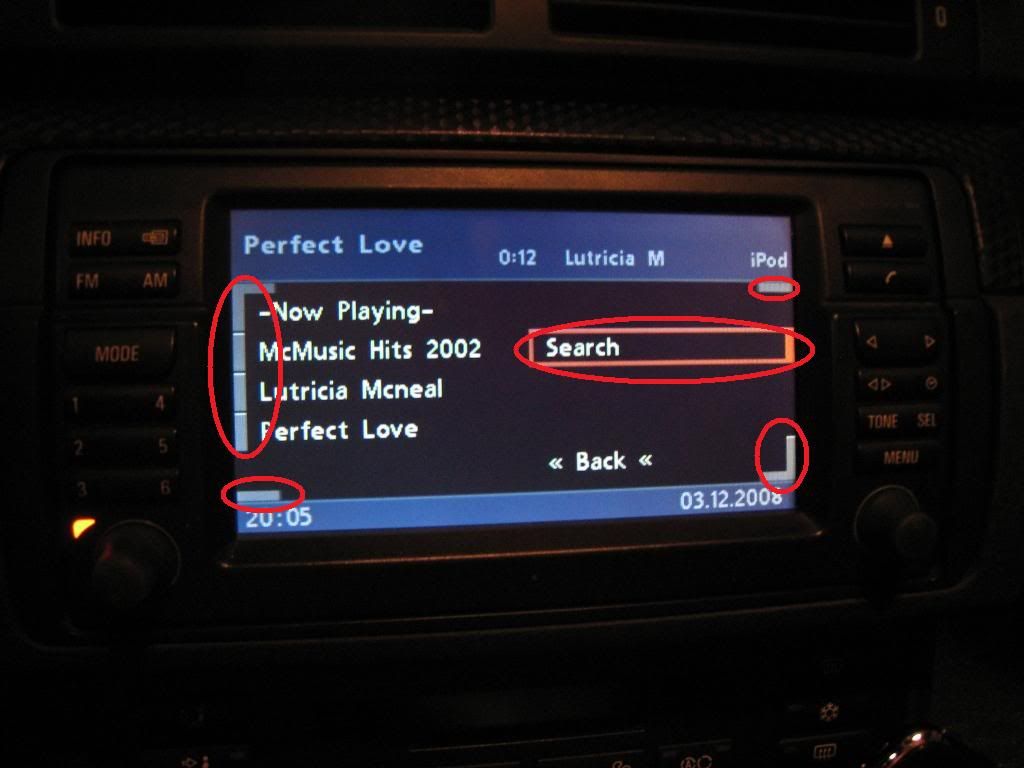 0
INFO
FM AM
MODE
1 4
2 5
3 6
Perfect Love
0:12 Lutricia M iPod
-Now Playing-
McMusic Hits 2002
Search
Lutricia Mcneal
Perfect Love
« Back «
20:05
03.12.2008
TONE SEL
MENU